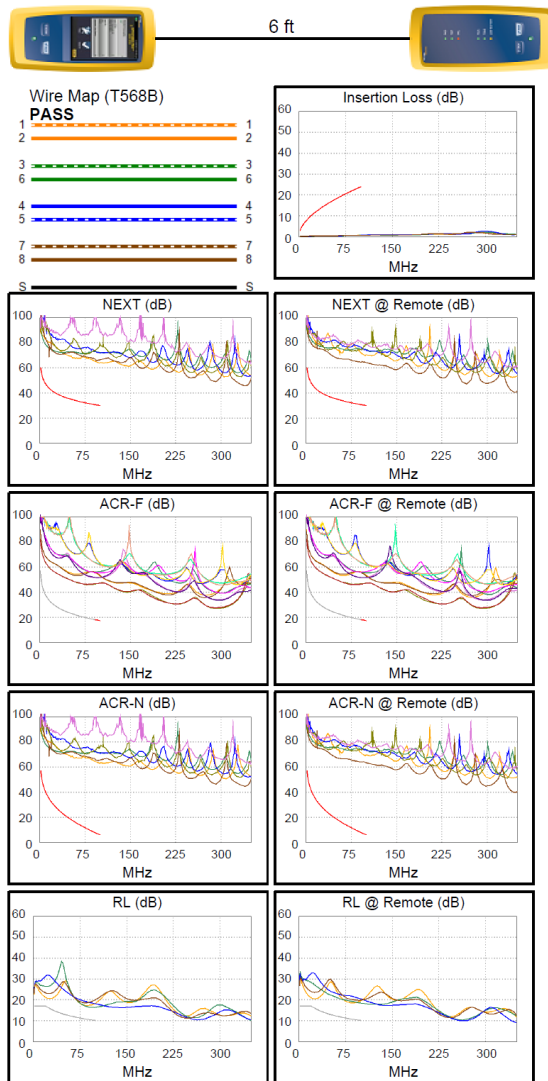 6 ft
Wire Map (T568B)
PASS
1 1
2 2
3 3
6 6
4 4
5 5
7 7
8 8
S S
Insertion Loss (dB)
60
50
40
30
20
10
0
0 75 150 225 300
MHz
NEXT (dB)
100
80
60
40
20
0
0 75 150 225 300
MHz
NEXT @ Remote (dB)
100
80
60
40
20
0
0 75 150 225 300
MHz
ACR-F (dB)
100
80
60
40
20
0
0 75 150 225 300
MHz
ACR-F @ Remote (dB)
100
80
60
40
20
0
0 75 150 225 300
MHz
ACR-N (dB)
100
80
60
40
20
0
0 75 150 225 300
MHz
ACR-N @ Remote (dB)
100
80
60
40
20
0
0 75 150 225 300
MHz
RL (dB)
60
50
40
30
20
10
0
0 75 150 225 300
MHz
RL @ Remote (dB)
60
50
40
30
20
10
0
0 75 150 225 300
MHz